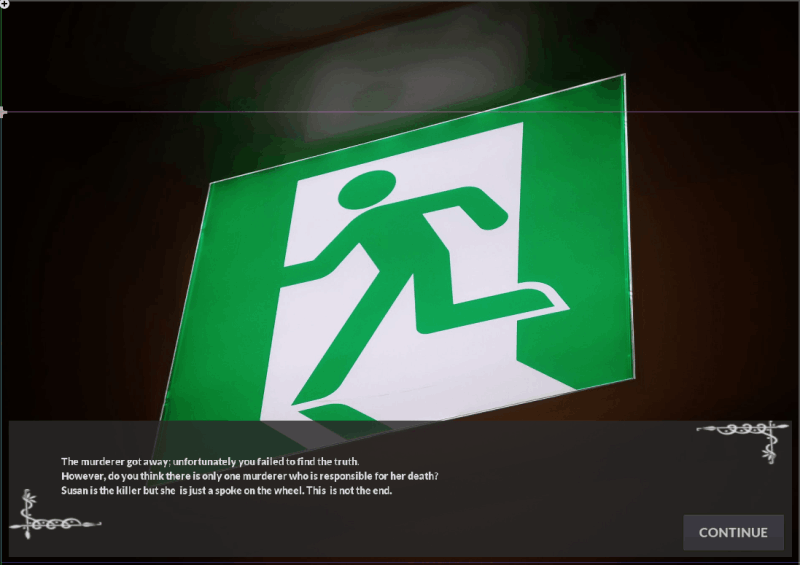 The murderer got away; unfortunately you failed to find the truth.
However, do you think there is only one murderer who is responsible for her death?
Susan is the killer but she is just a spoke on the wheel. This is not the end.
CONTINUE